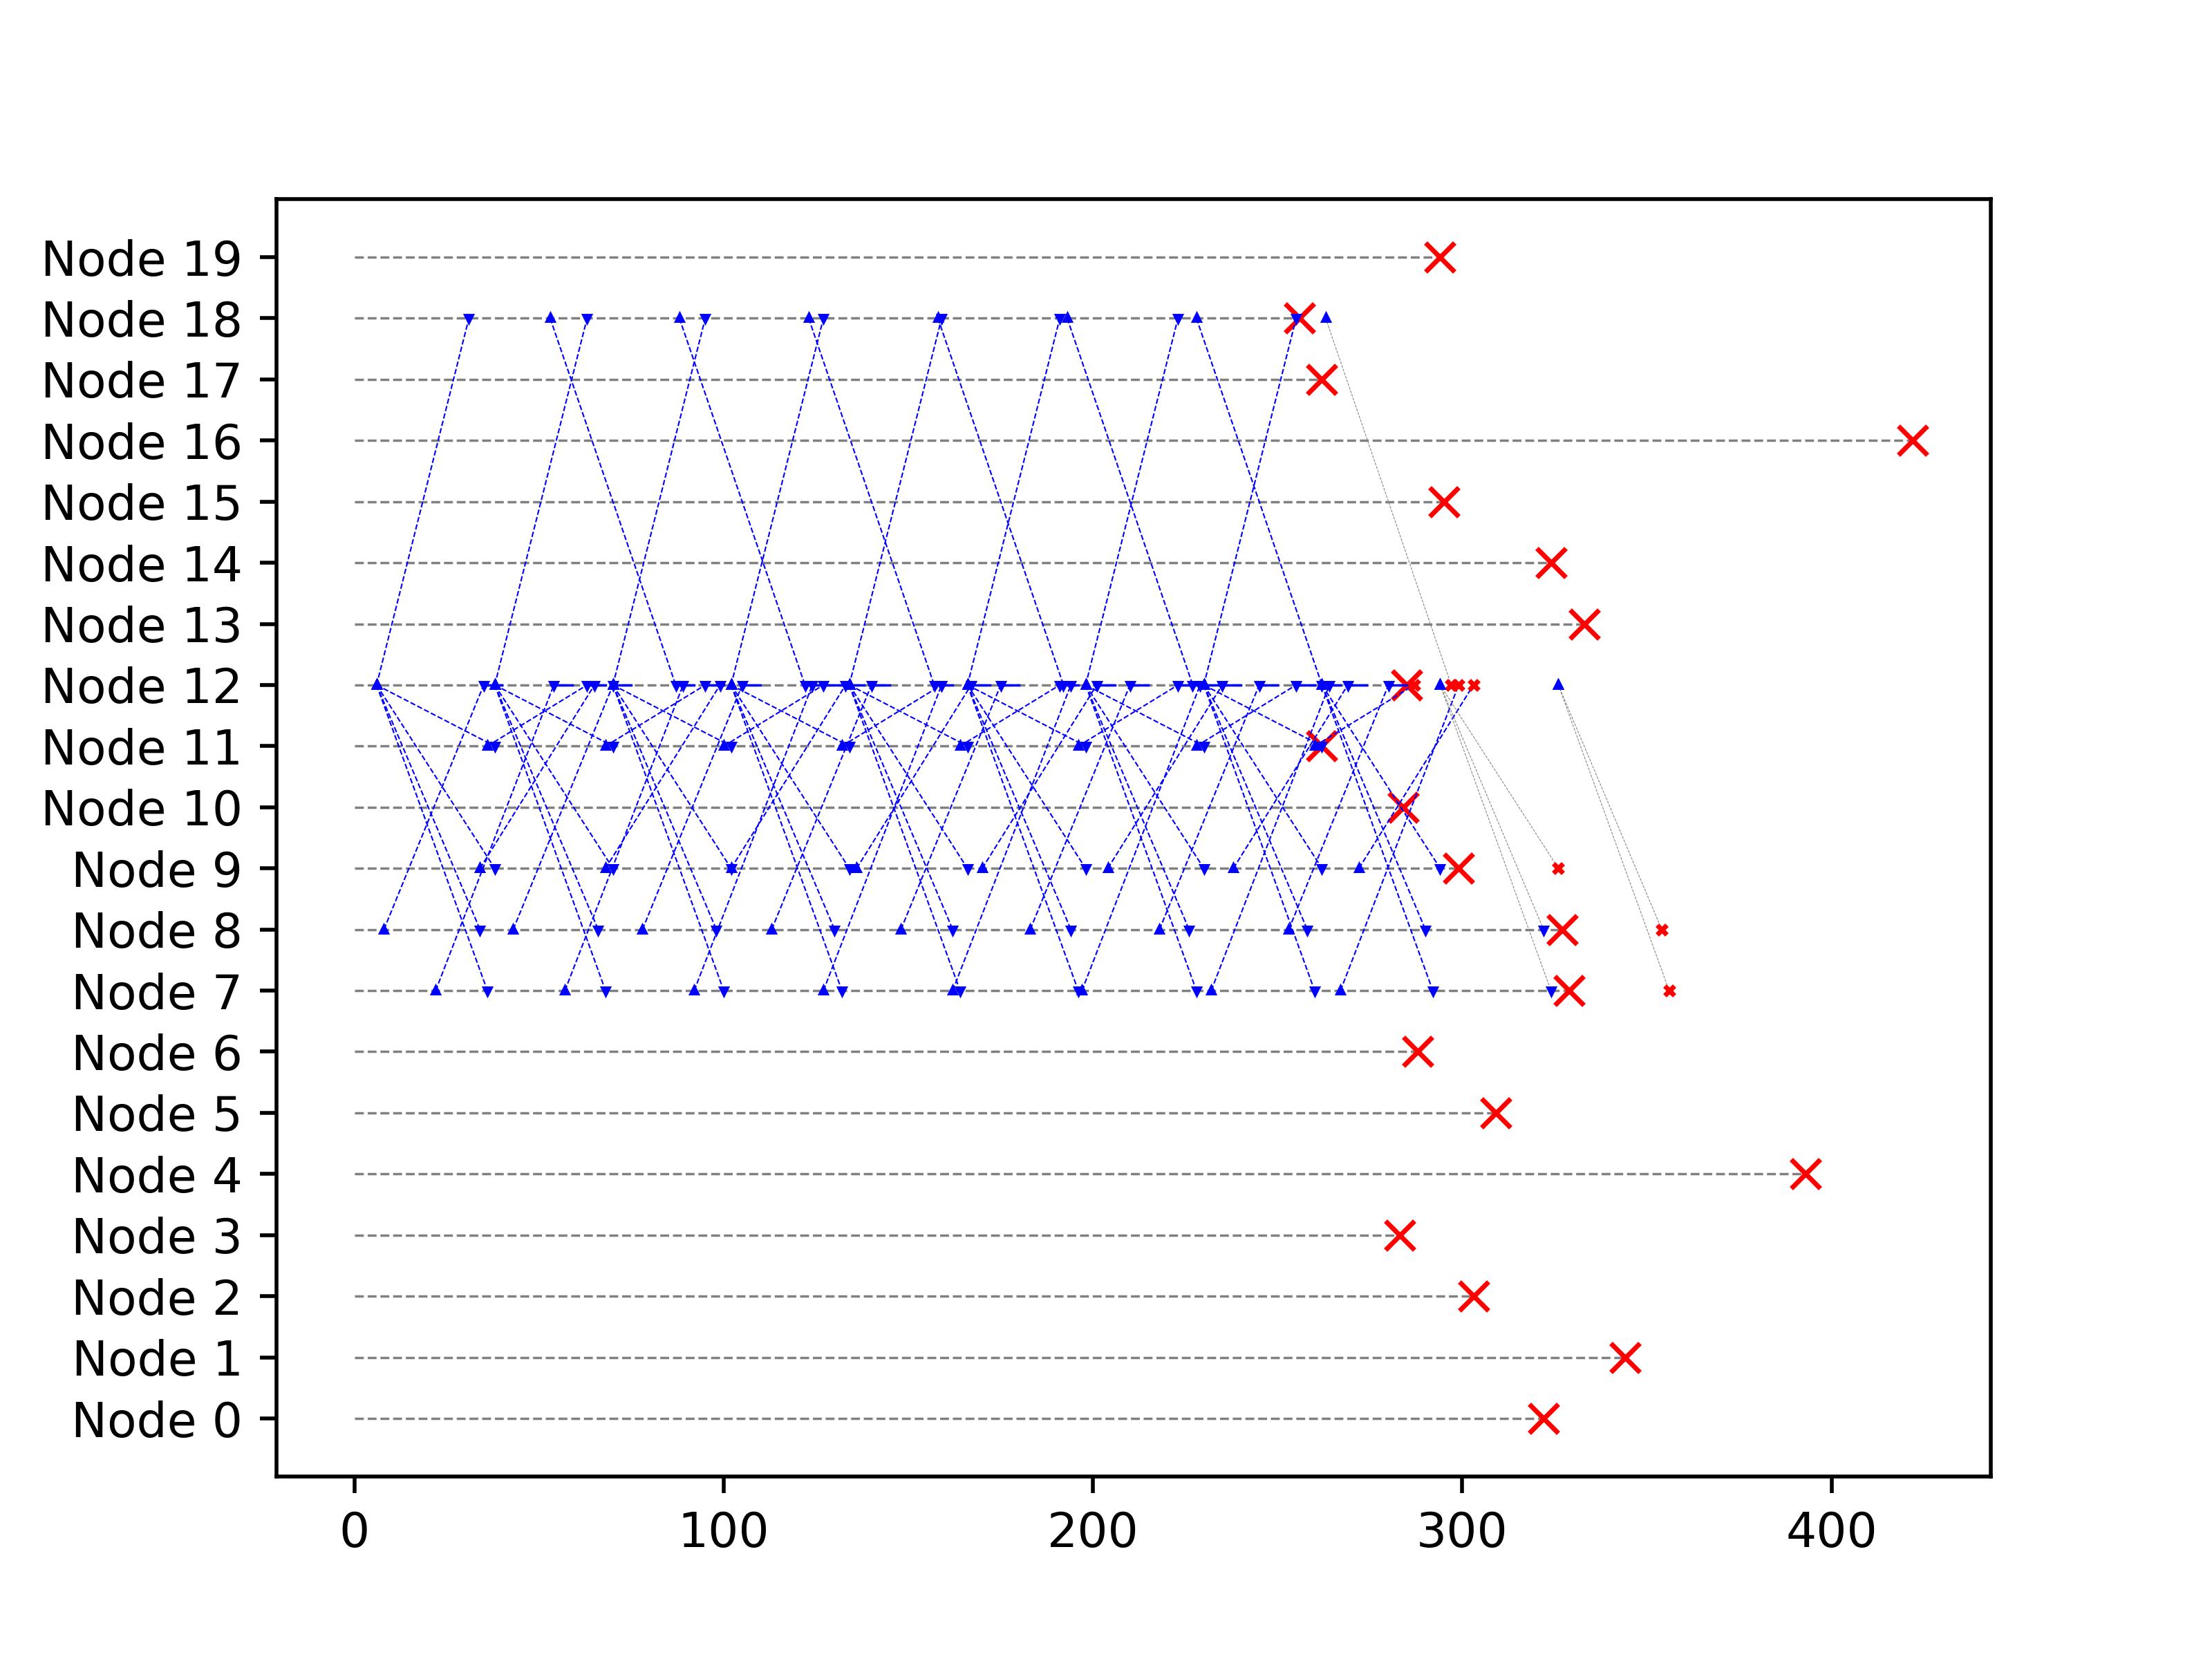 Node 19
Node 18
Node 17
Node 16
Node 15
Node 14
Node 13
Node 12
Node 11
Node 10
Node 9
Node 8
Node 7
Node 6
Node 5
Node 4
Node 3
Node 2
Node 1
Node 0
0 100 200 300 400